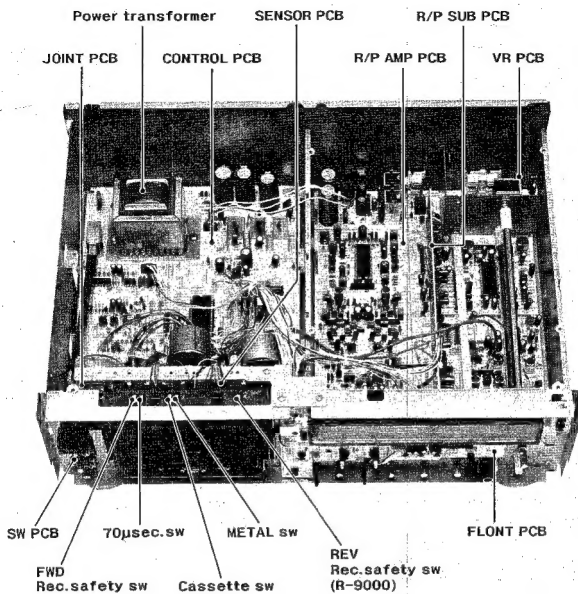 Power transformer
SENSOR PCB
R/P SUB PCB
JOINT PCB
CONTROL PCB
R/P AMP PCB
VR PCB
SW PCB
70µsec.sw
METAL sw
FLONT PCB
FWD
Rec.safety sw
Cassette sw
REV
Rec.safety sw
(R-9000)